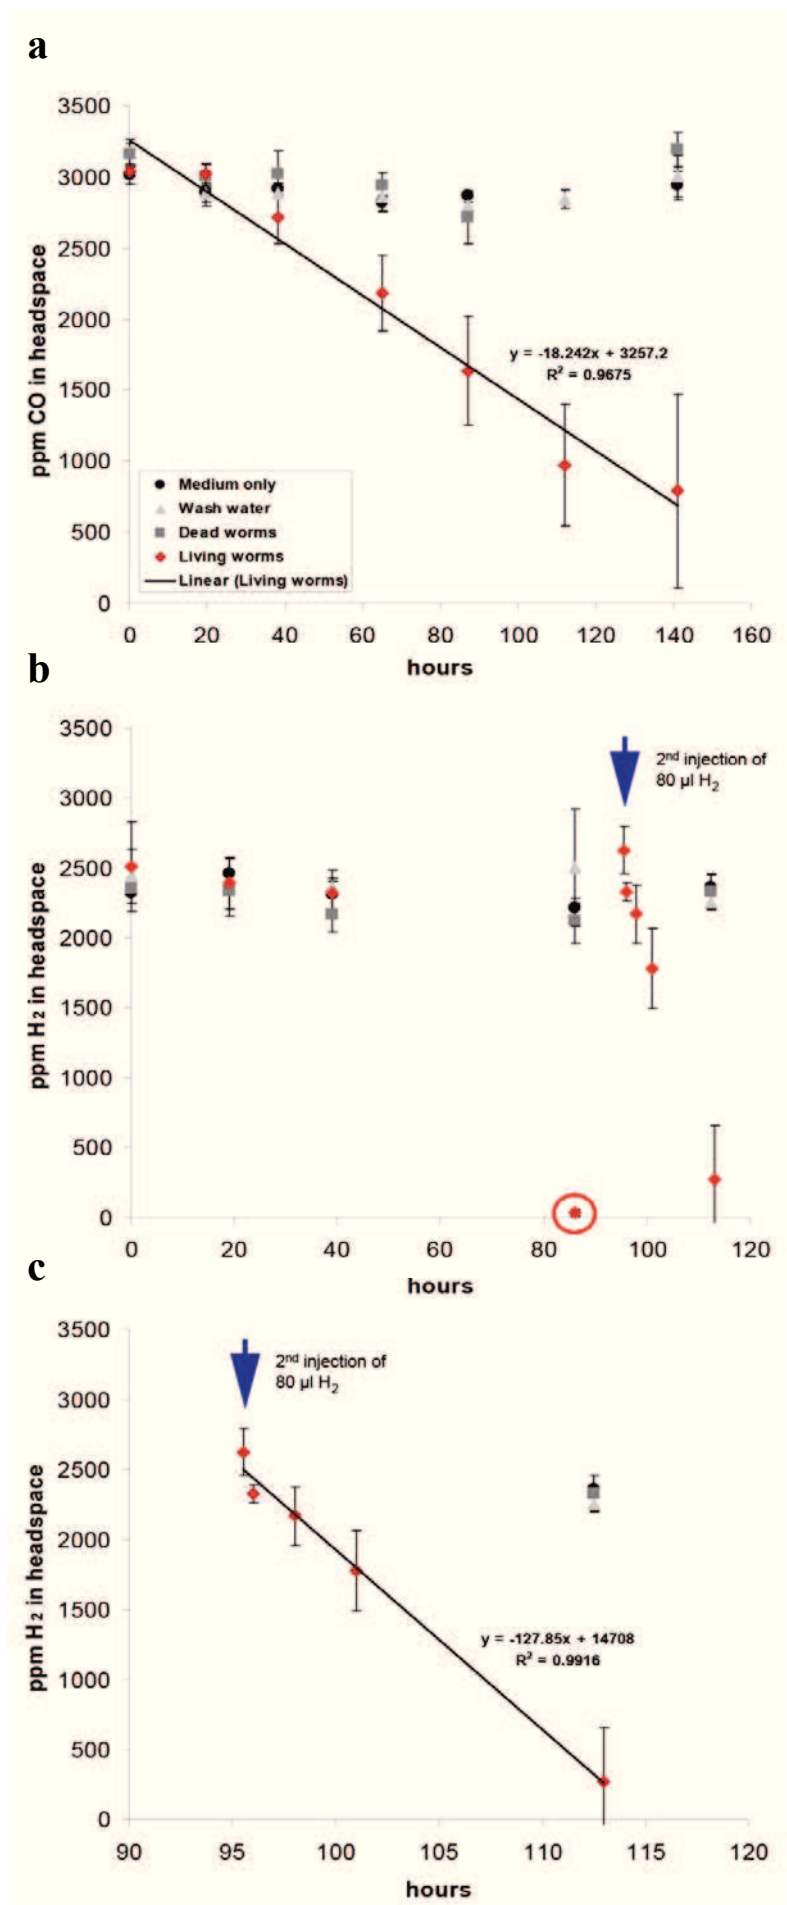 a
3500
3000
2500
2000
1500
1000
500
0
ppm CO in headspace
y = -18.242x + 3257.2
R² = 0.9675
Medium only
Wash water
Dead worms
Living worms
Linear (Living worms)
0 20 40 60 80 100 120 140 160
hours
b
3500
3000
2500
2000
1500
1000
500
0
ppm H₂ in headspace
2nd injection of
80 µl H₂
0 20 40 60 80 100 120
hours
c
3500
3000
2500
2000
1500
1000
500
0
ppm H₂ in headspace
2nd injection of
80 µl H₂
y = -127.85x + 14708
R² = 0.9916
90 95 100 105 110 115 120
hours